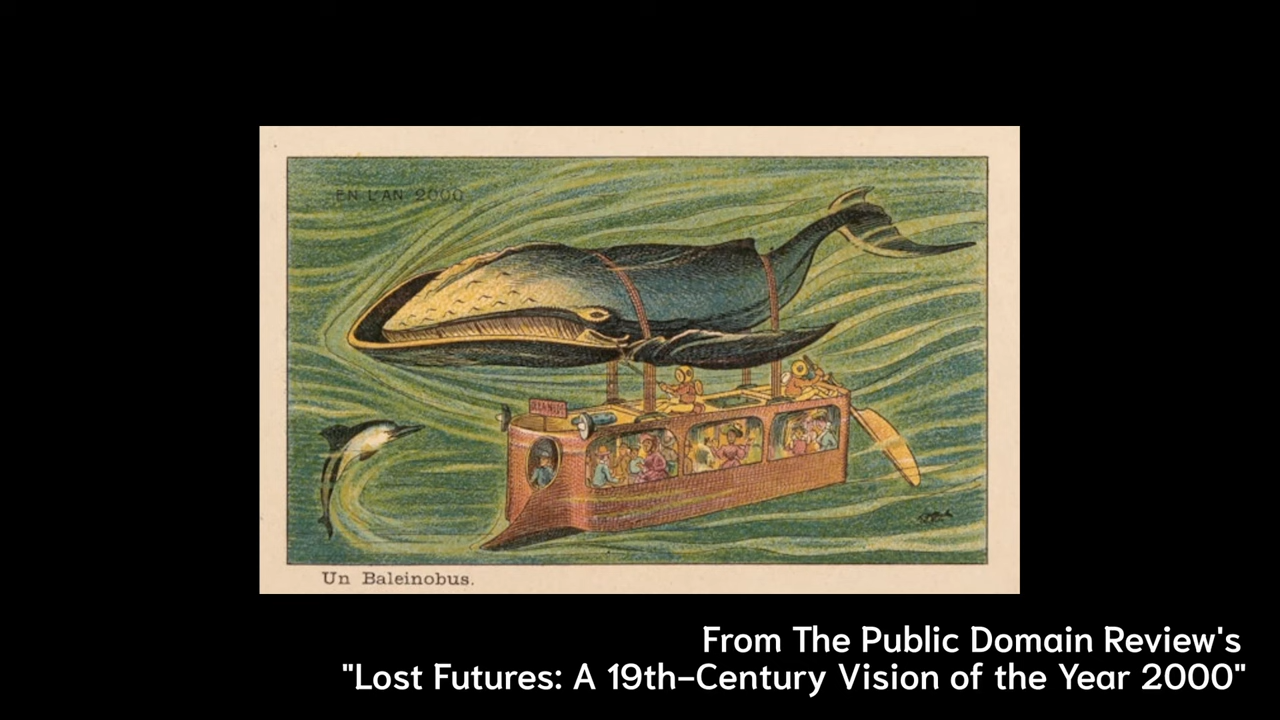 EN L'AN 2000
Un Baleinobus.
From The Public Domain Review's
"Lost Futures: A 19th-Century Vision of the Year 2000"